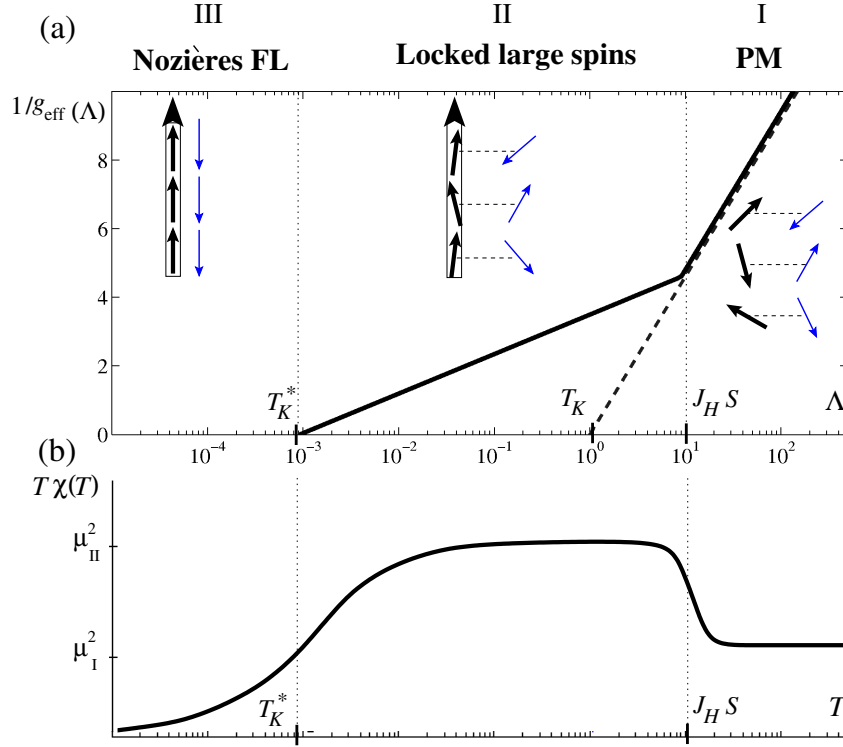 III II I
(a)
Nozières FL Locked large spins PM
1/g_eff (Λ)
8
6
4
2
0
T_K^* T_K J_H S Λ
10^-4 10^-3 10^-2 10^-1 10^0 10^1 10^2
(b)
T χ(T)
μ_II^2
μ_I^2
T_K^* J_H S T